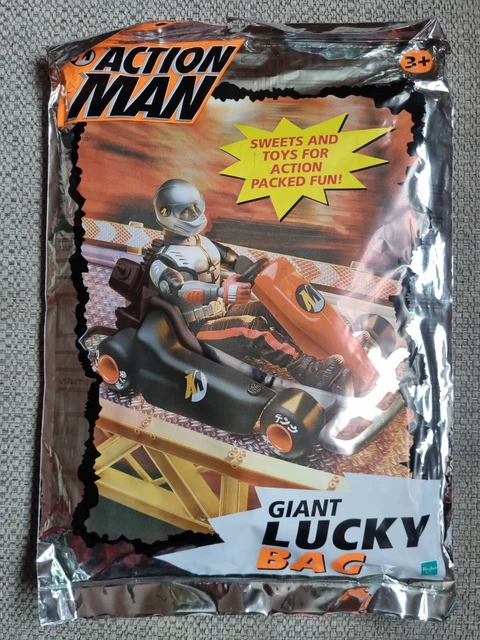 ACTION
MAN
3+
SWEETS AND
TOYS FOR
ACTION
PACKED FUN!
GIANT
LUCKY
BAG